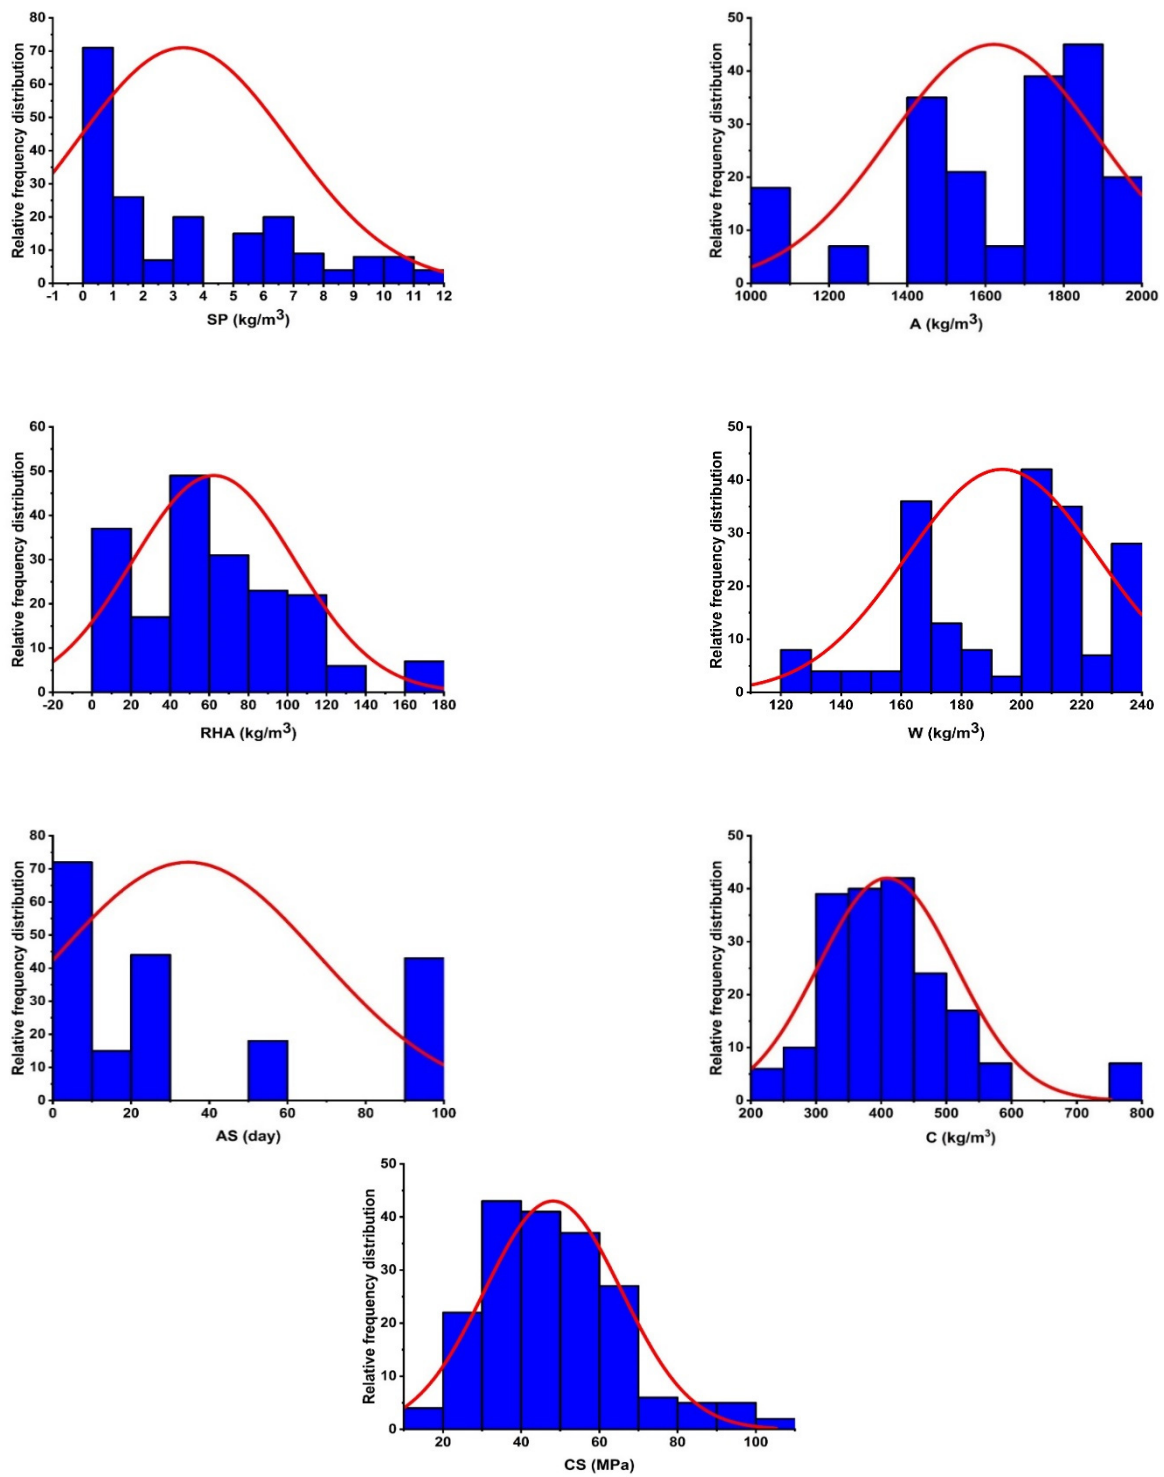 Relative frequency distribution
80
70
60
50
40
30
20
10
0
-1 0 1 2 3 4 5 6 7 8 9 10 11 12
SP (kg/m³)
Relative frequency distribution
50
40
30
20
10
0
1000 1200 1400 1600 1800 2000
A (kg/m³)
Relative frequency distribution
60
50
40
30
20
10
0
-20 0 20 40 60 80 100 120 140 160 180
RHA (kg/m³)
Relative frequency distribution
50
40
30
20
10
0
120 140 160 180 200 220 240
W (kg/m³)
Relative frequency distribution
80
70
60
50
40
30
20
10
0
0 20 40 60 80 100
AS (day)
Relative frequency distribution
50
40
30
20
10
0
200 300 400 500 600 700 800
C (kg/m³)
Relative frequency distribution
50
40
30
20
10
0
20 40 60 80 100
CS (MPa)